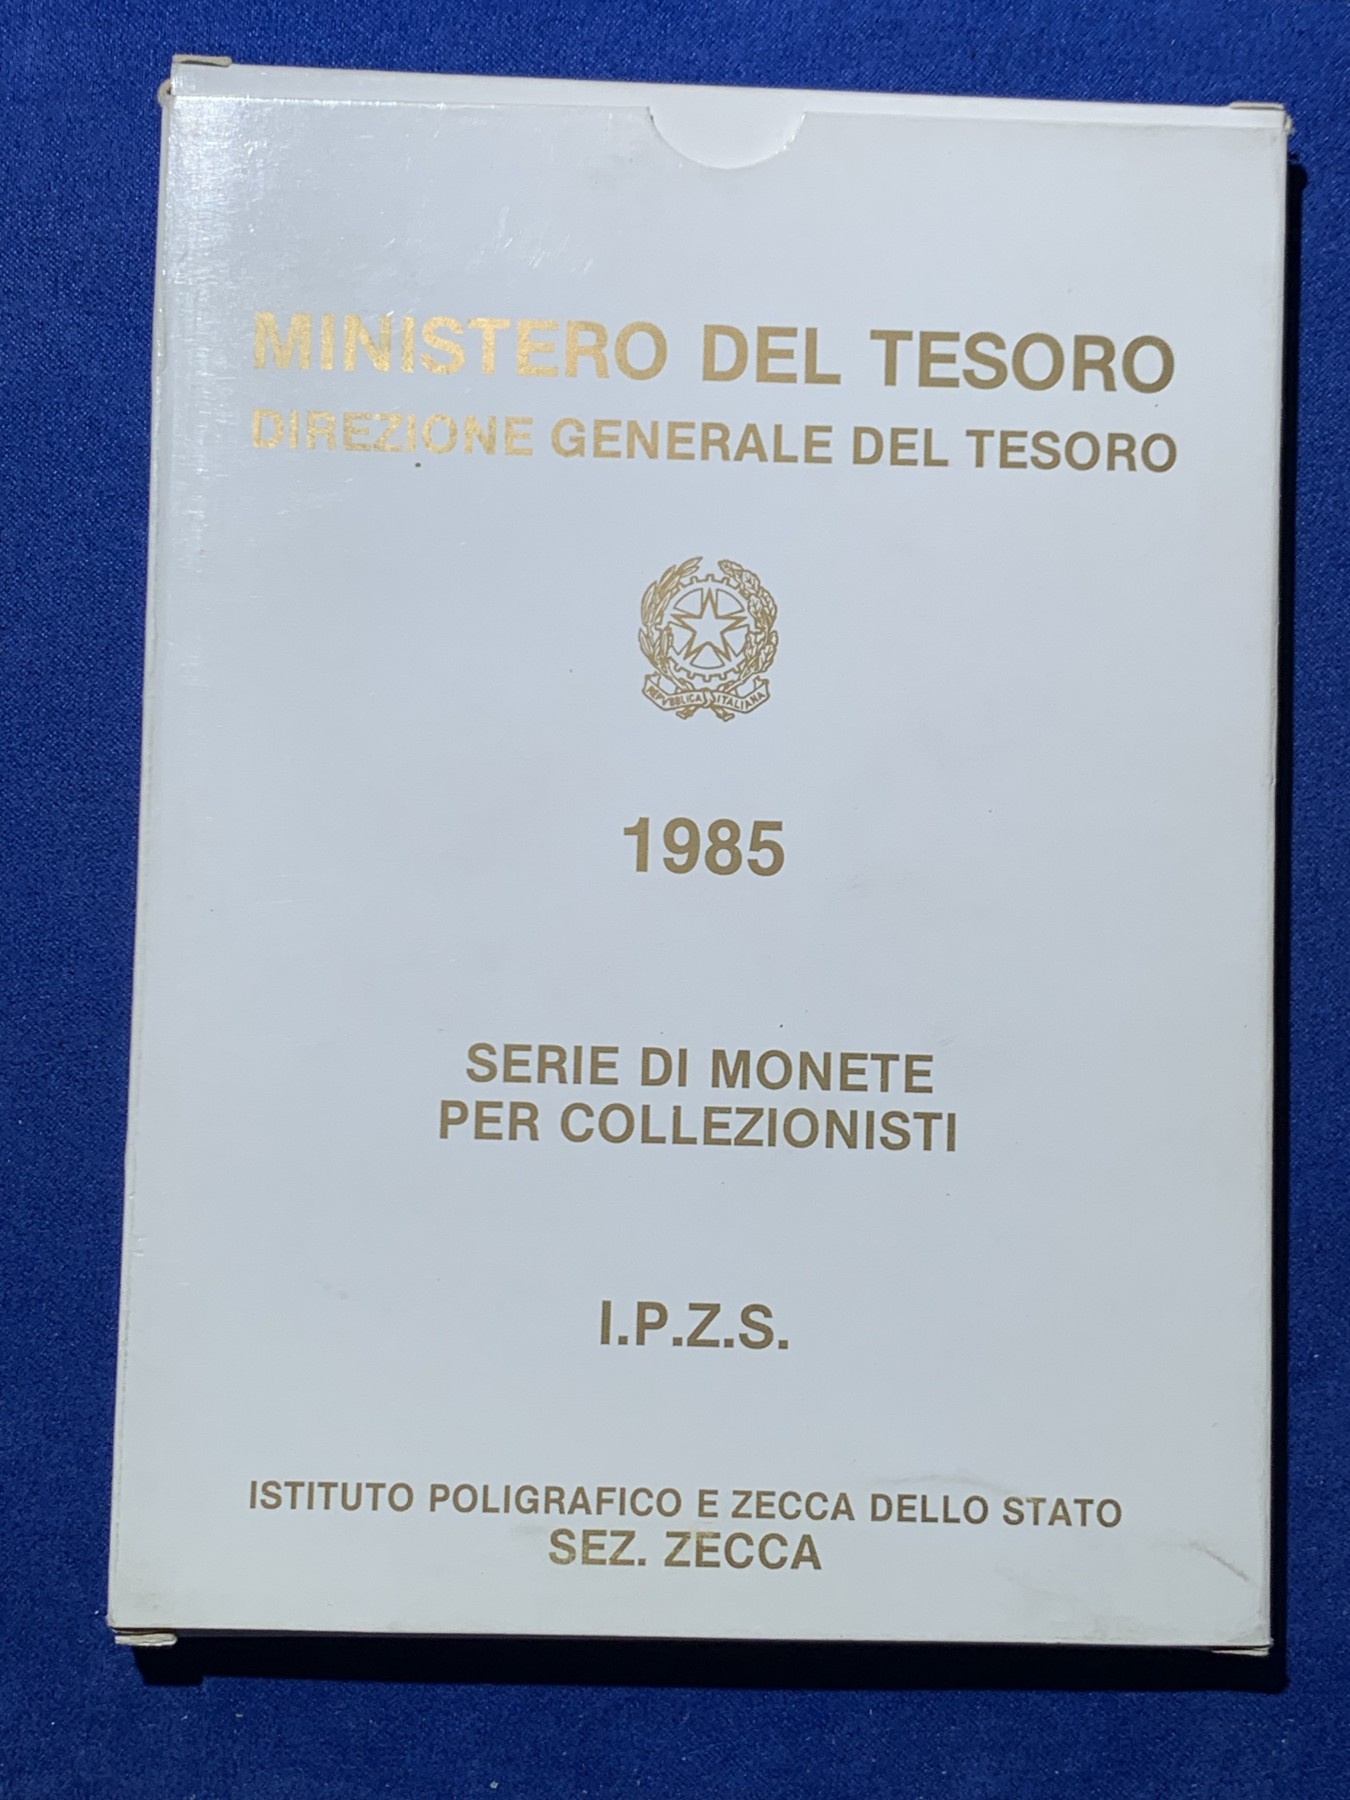 MINISTERO DEL TESORO
DIREZIONE GENERALE DEL TESORO
REPVBBLICA ITALIANA
1985
SERIE DI MONETE
PER COLLEZIONISTI
I.P.Z.S.
ISTITUTO POLIGRAFICO E ZECCA DELLO STATO
SEZ. ZECCA